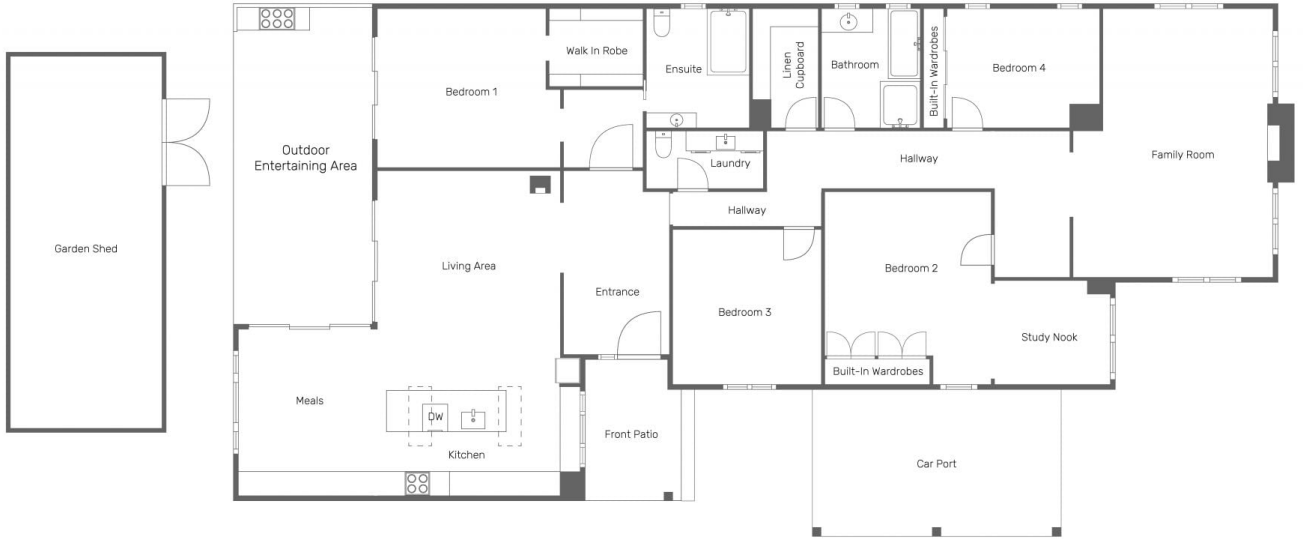 Walk In Robe
Ensuite
Linen
Cupboard
Bathroom
Built-In Wardrobes
Bedroom 4
Bedroom 1
Outdoor
Entertaining Area
Laundry
Hallway
Family Room
Garden Shed
Hallway
Living Area
Bedroom 2
Entrance
Bedroom 3
Study Nook
Built-In Wardrobes
Meals
DW
Front Patio
Kitchen
Car Port